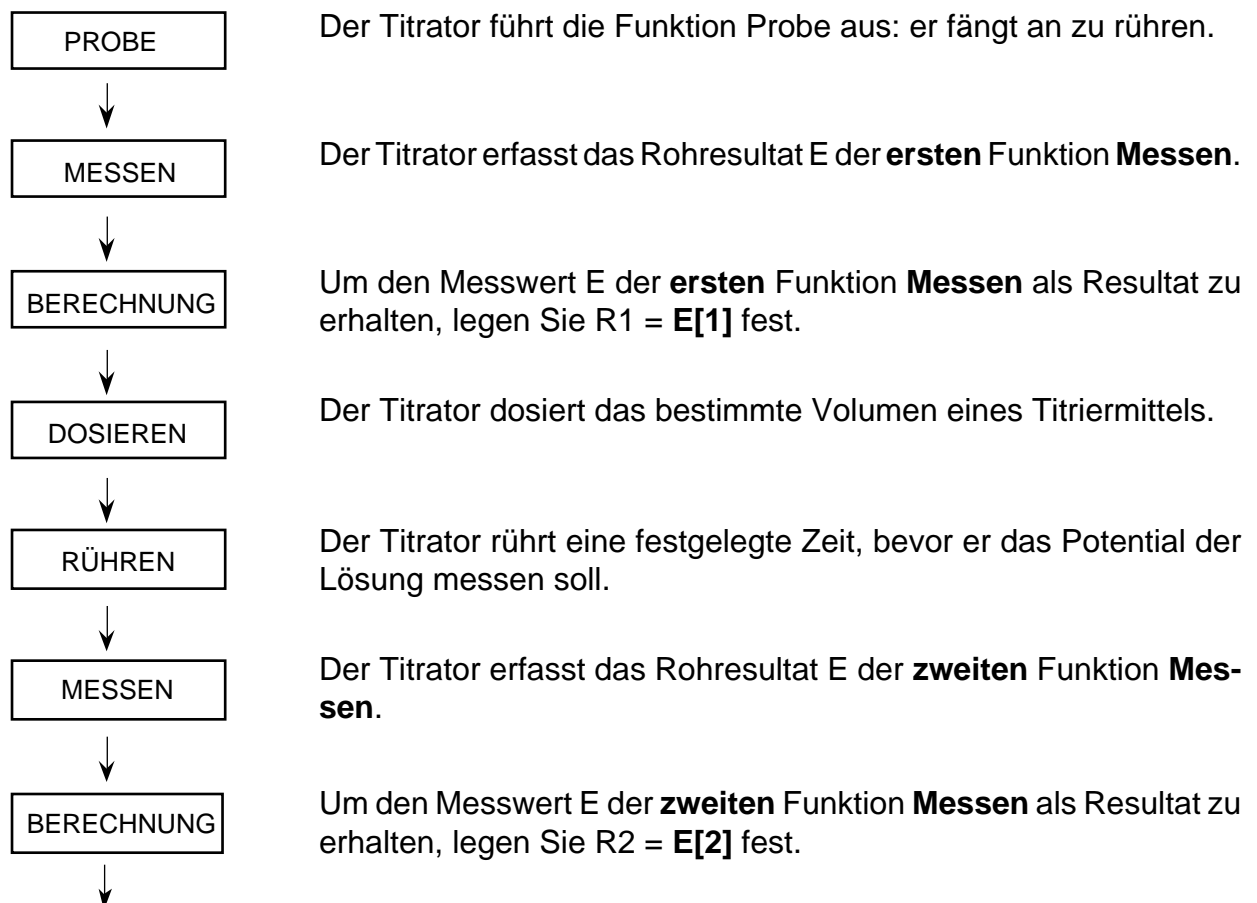 PROBE
Der Titrator führt die Funktion Probe aus: er fängt an zu rühren.
MESSEN
Der Titrator erfasst das Rohresultat E der ersten Funktion Messen.
BERECHNUNG
Um den Messwert E der ersten Funktion Messen als Resultat zu
erhalten, legen Sie R1 = E[1] fest.
DOSIEREN
Der Titrator dosiert das bestimmte Volumen eines Titriermittels.
RÜHREN
Der Titrator rührt eine festgelegte Zeit, bevor er das Potential der
Lösung messen soll.
MESSEN
Der Titrator erfasst das Rohresultat E der zweiten Funktion Mes-
sen.
BERECHNUNG
Um den Messwert E der zweiten Funktion Messen als Resultat zu
erhalten, legen Sie R2 = E[2] fest.